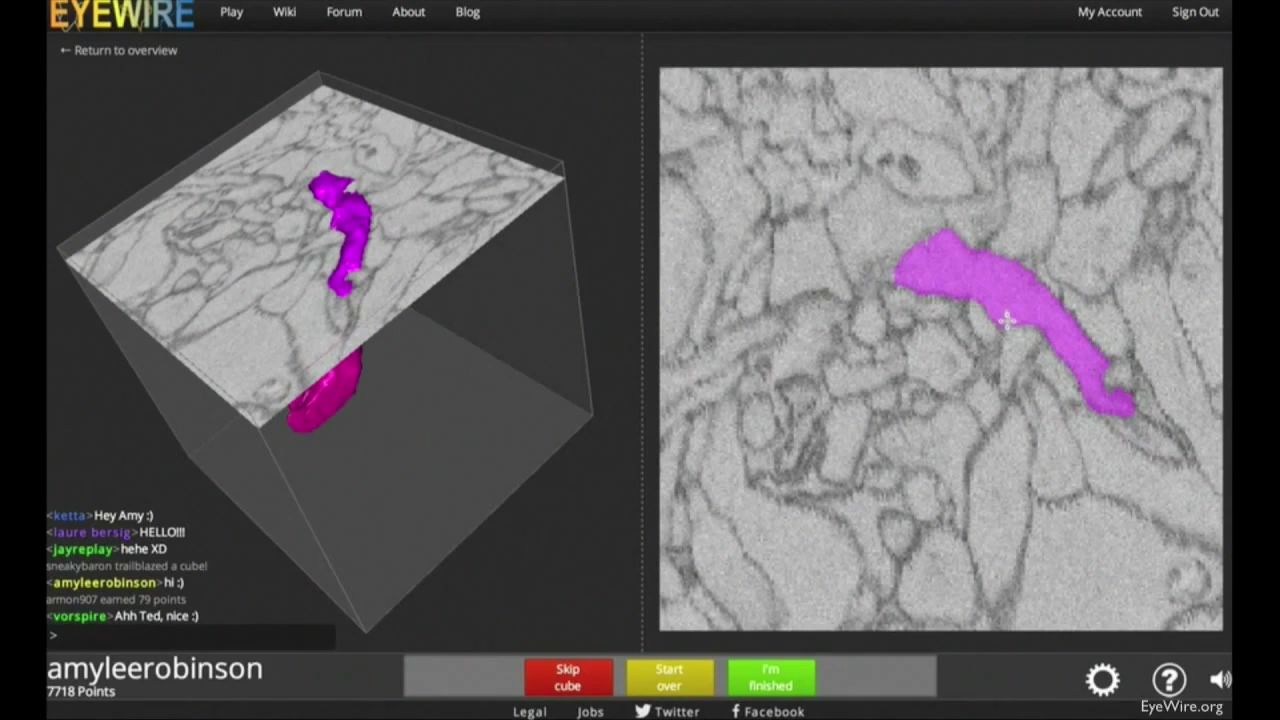 EYEWIRE
Play Wiki Forum About Blog My Account Sign Out
← Return to overview
<ketta>Hey Amy :)
<laure bersig>HELLO!!!
<jayreplay>hehe XD
sneakybaron trailblazed a cube!
<amyleerobinson>hi :)
armon907 earned 79 points
<vorspire>Ahh Ted, nice :)
>
amyleerobinson
7718 Points
Skip
cube
Start
over
I'm
finished
?
EyeWire.org
Legal Jobs Twitter Facebook